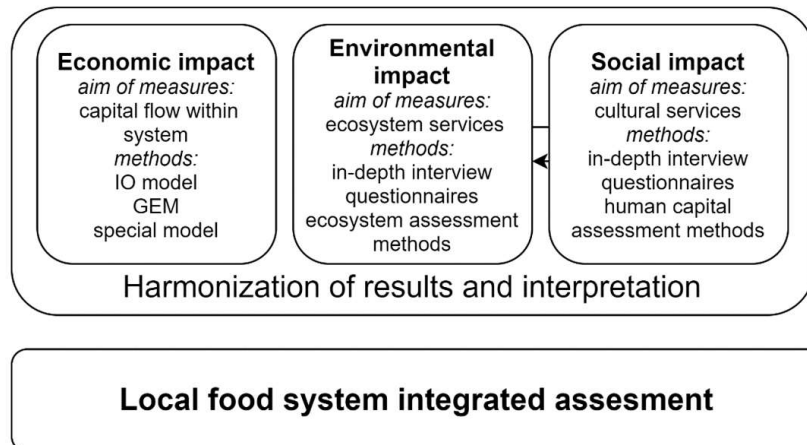 Economic impact
aim of measures:
capital flow within
system
methods:
IO model
GEM
special model
Environmental
impact
aim of measures:
ecosystem services
methods:
in-depth interview
questionnaires
ecosystem assessment
methods
Social impact
aim of measures:
cultural services
methods:
in-depth interview
questionnaires
human capital
assessment methods
Harmonization of results and interpretation
Local food system integrated assesment